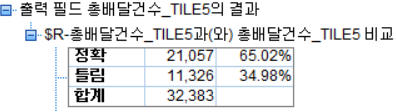 출력 필드 총배달건수_TILE5의 결과
$R-총배달건수_TILE5과(와) 총배달건수_TILE5 비교
정확 21,057 65.02%
틀림 11,326 34.98%
합계 32,383